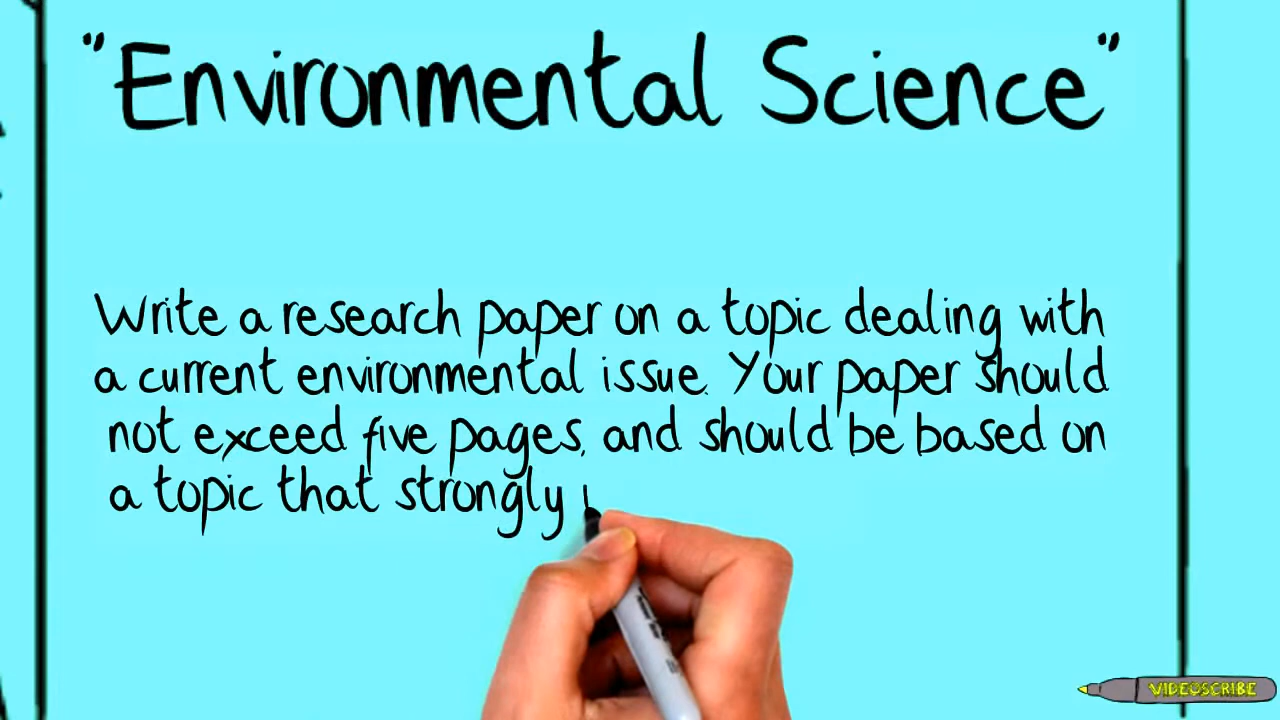 "Environmental Science"
Write a research paper on a topic dealing with
a current environmental issue. Your paper should
not exceed five pages, and should be based on
a topic that strongly
VIDEOSCRIBE